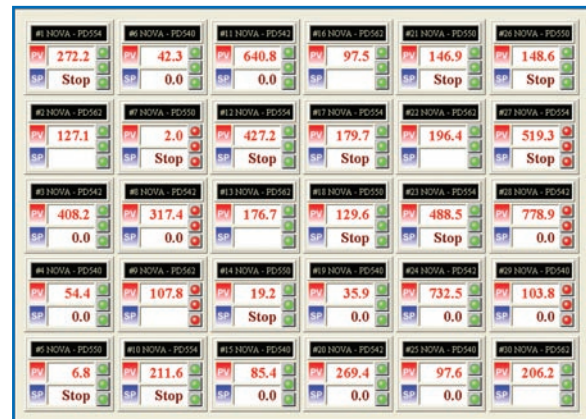 #1 NOVA - PD554
PV 272.2
SP Stop
#6 NOVA - PD540
PV 42.3
SP 0.0
#11 NOVA - PD542
PV 640.8
SP 0.0
#16 NOVA - PD562
PV 97.5
SP
#21 NOVA - PD550
PV 146.9
SP Stop
#26 NOVA - PD550
PV 148.6
SP Stop
#2 NOVA - PD562
PV 127.1
SP
#7 NOVA - PD550
PV 2.0
SP Stop
#12 NOVA - PD554
PV 427.2
SP Stop
#17 NOVA - PD554
PV 179.7
SP Stop
#22 NOVA - PD562
PV 196.4
SP
#27 NOVA - PD554
PV 519.3
SP Stop
#3 NOVA - PD542
PV 408.2
SP 0.0
#8 NOVA - PD542
PV 317.4
SP 0.0
#13 NOVA - PD562
PV 176.7
SP
#18 NOVA - PD550
PV 129.6
SP Stop
#23 NOVA - PD554
PV 488.5
SP Stop
#28 NOVA - PD542
PV 778.9
SP 0.0
#4 NOVA - PD540
PV 54.4
SP 0.0
#9 NOVA - PD562
PV 107.8
SP
#14 NOVA - PD550
PV 19.2
SP Stop
#19 NOVA - PD540
PV 35.9
SP 0.0
#24 NOVA - PD542
PV 732.5
SP 0.0
#29 NOVA - PD540
PV 103.8
SP 0.0
#5 NOVA - PD550
PV 6.8
SP Stop
#10 NOVA - PD554
PV 211.6
SP Stop
#15 NOVA - PD540
PV 85.4
SP 0.0
#20 NOVA - PD542
PV 269.4
SP 0.0
#25 NOVA - PD540
PV 97.6
SP 0.0
#30 NOVA - PD562
PV 206.2
SP